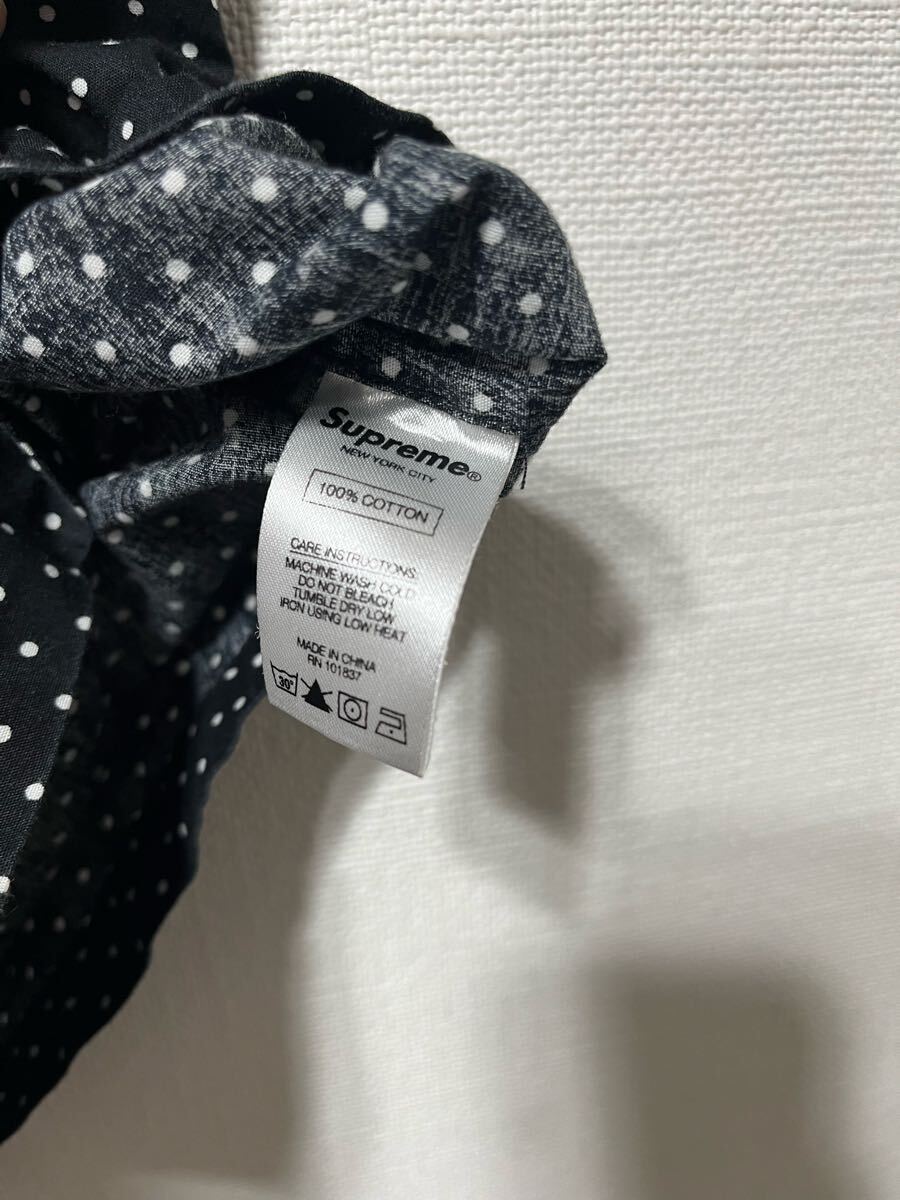 Supreme®
NEW YORK CITY
100% COTTON
CARE INSTRUCTIONS:
MACHINE WASH COLD
DO NOT BLEACH
TUMBLE DRY LOW
IRON USING LOW HEAT
MADE IN CHINA
RN 101837
30°